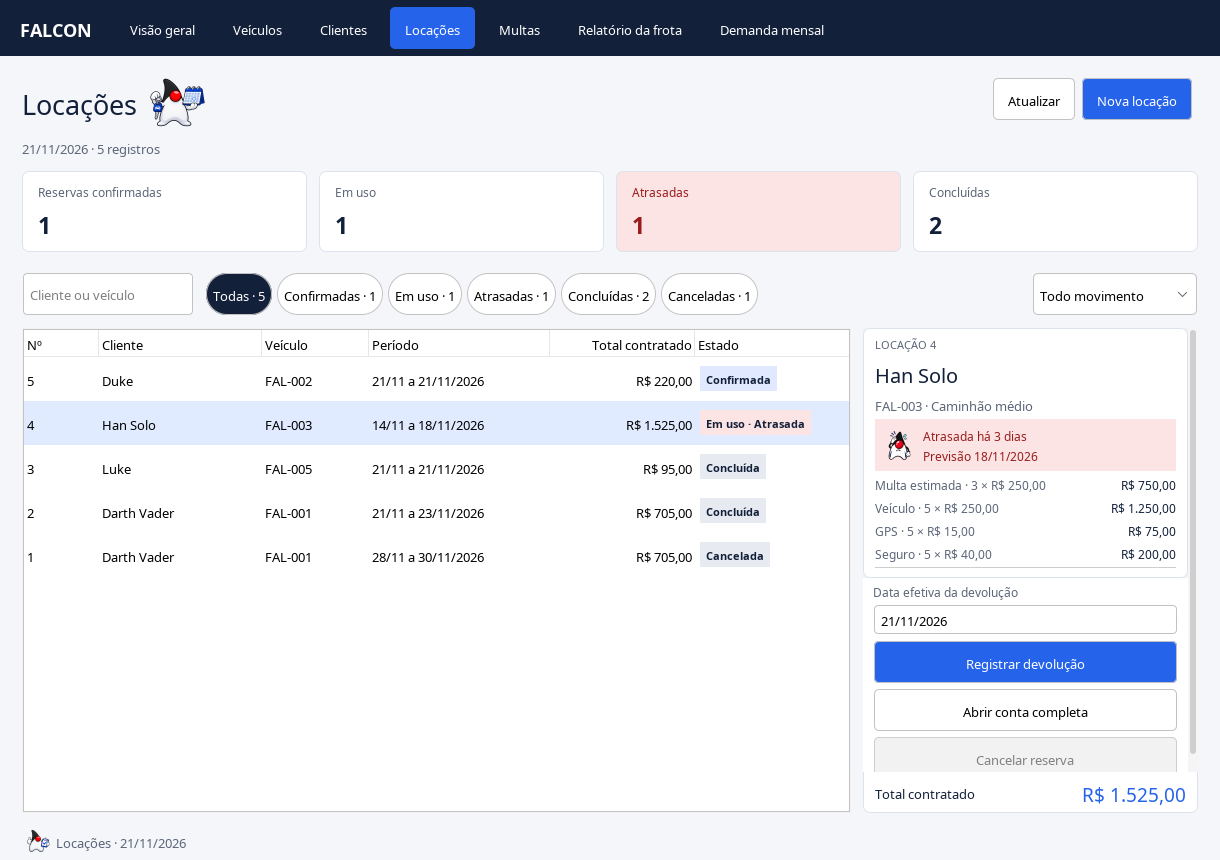 FALCON Visão geral Veículos Clientes Locações Multas Relatório da frota Demanda mensal
Locações
Atualizar Nova locação
21/11/2026 · 5 registros
Reservas confirmadas Em uso Atrasadas Concluídas
1 1 1 2
Cliente ou veículo Todas · 5 Confirmadas · 1 Em uso · 1 Atrasadas · 1 Concluídas · 2 Canceladas · 1 Todo movimento
Nº Cliente Veículo Período Total contratado Estado
5 Duke FAL-002 21/11 a 21/11/2026 R$ 220,00 Confirmada
4 Han Solo FAL-003 14/11 a 18/11/2026 R$ 1.525,00 Em uso · Atrasada
3 Luke FAL-005 21/11 a 21/11/2026 R$ 95,00 Concluída
2 Darth Vader FAL-001 21/11 a 23/11/2026 R$ 705,00 Concluída
1 Darth Vader FAL-001 28/11 a 30/11/2026 R$ 705,00 Cancelada
LOCAÇÃO 4
Han Solo
FAL-003 · Caminhão médio
Atrasada há 3 dias
Previsão 18/11/2026
Multa estimada · 3 × R$ 250,00 R$ 750,00
Veículo · 5 × R$ 250,00 R$ 1.250,00
GPS · 5 × R$ 15,00 R$ 75,00
Seguro · 5 × R$ 40,00 R$ 200,00
Data efetiva da devolução
21/11/2026
Registrar devolução
Abrir conta completa
Cancelar reserva
Total contratado R$ 1.525,00
Locações · 21/11/2026